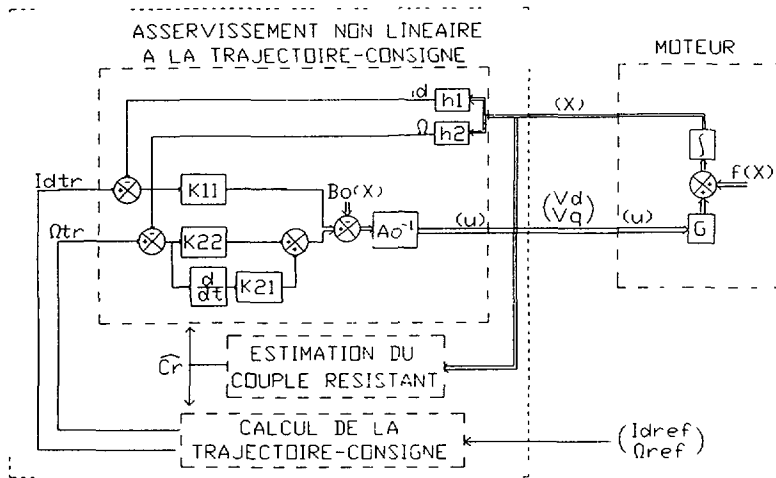 ASSERVISSEMENT NON LINEAIRE
A LA TRAJECTOIRE-CONSIGNE
MOTEUR
id
h1
(X)
Ω
h2
∫
f(X)
Idtr
K11
Bo(X)
Ωtr
K22
Ao⁻¹
(u)
(Vd
Vq)
(u)
G
d/dt
K21
Ĉr
ESTIMATION DU
COUPLE RESISTANT
CALCUL DE LA
TRAJECTOIRE-CONSIGNE
(Idref
Ωref)